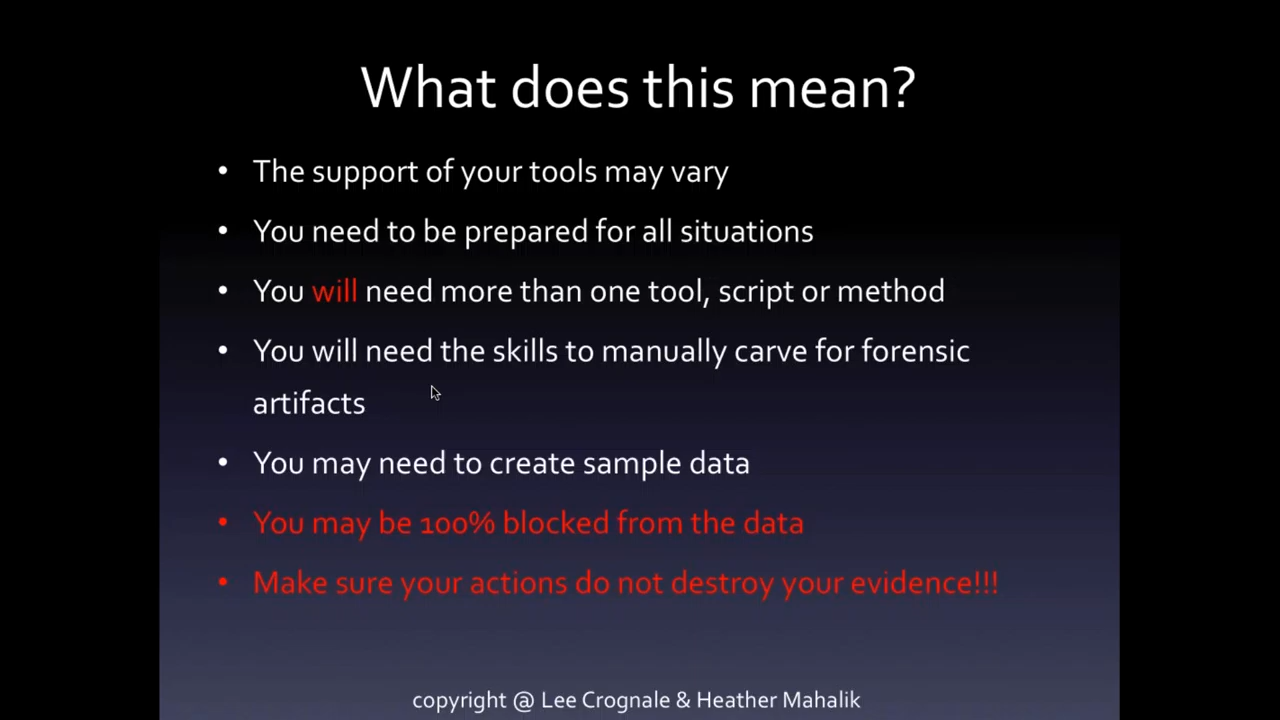 What does this mean?
• The support of your tools may vary
• You need to be prepared for all situations
• You will need more than one tool, script or method
• You will need the skills to manually carve for forensic
artifacts
• You may need to create sample data
• You may be 100% blocked from the data
• Make sure your actions do not destroy your evidence!!!
copyright @ Lee Crognale & Heather Mahalik